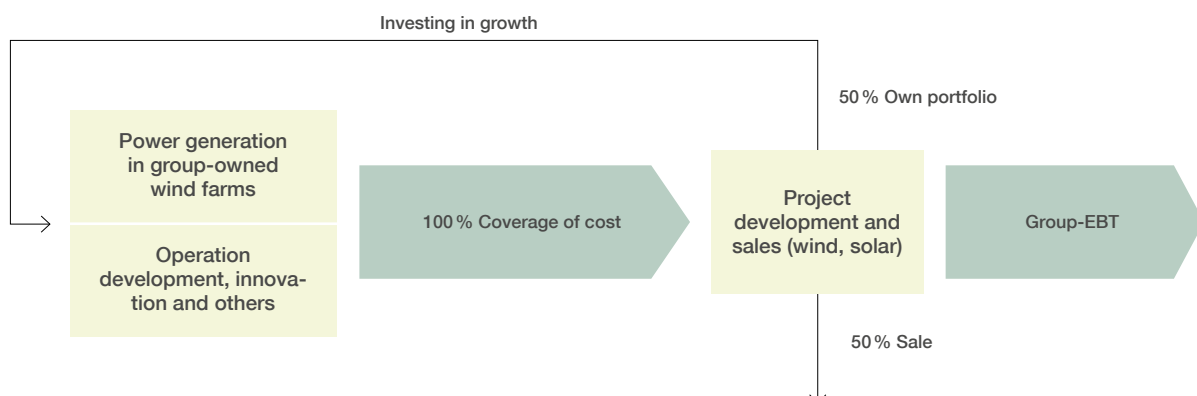 Investing in growth
50 % Own portfolio
Power generation
in group-owned
wind farms
Operation
development, innova-
tion and others
100 % Coverage of cost
Project
development and
sales (wind, solar)
Group-EBT
50 % Sale